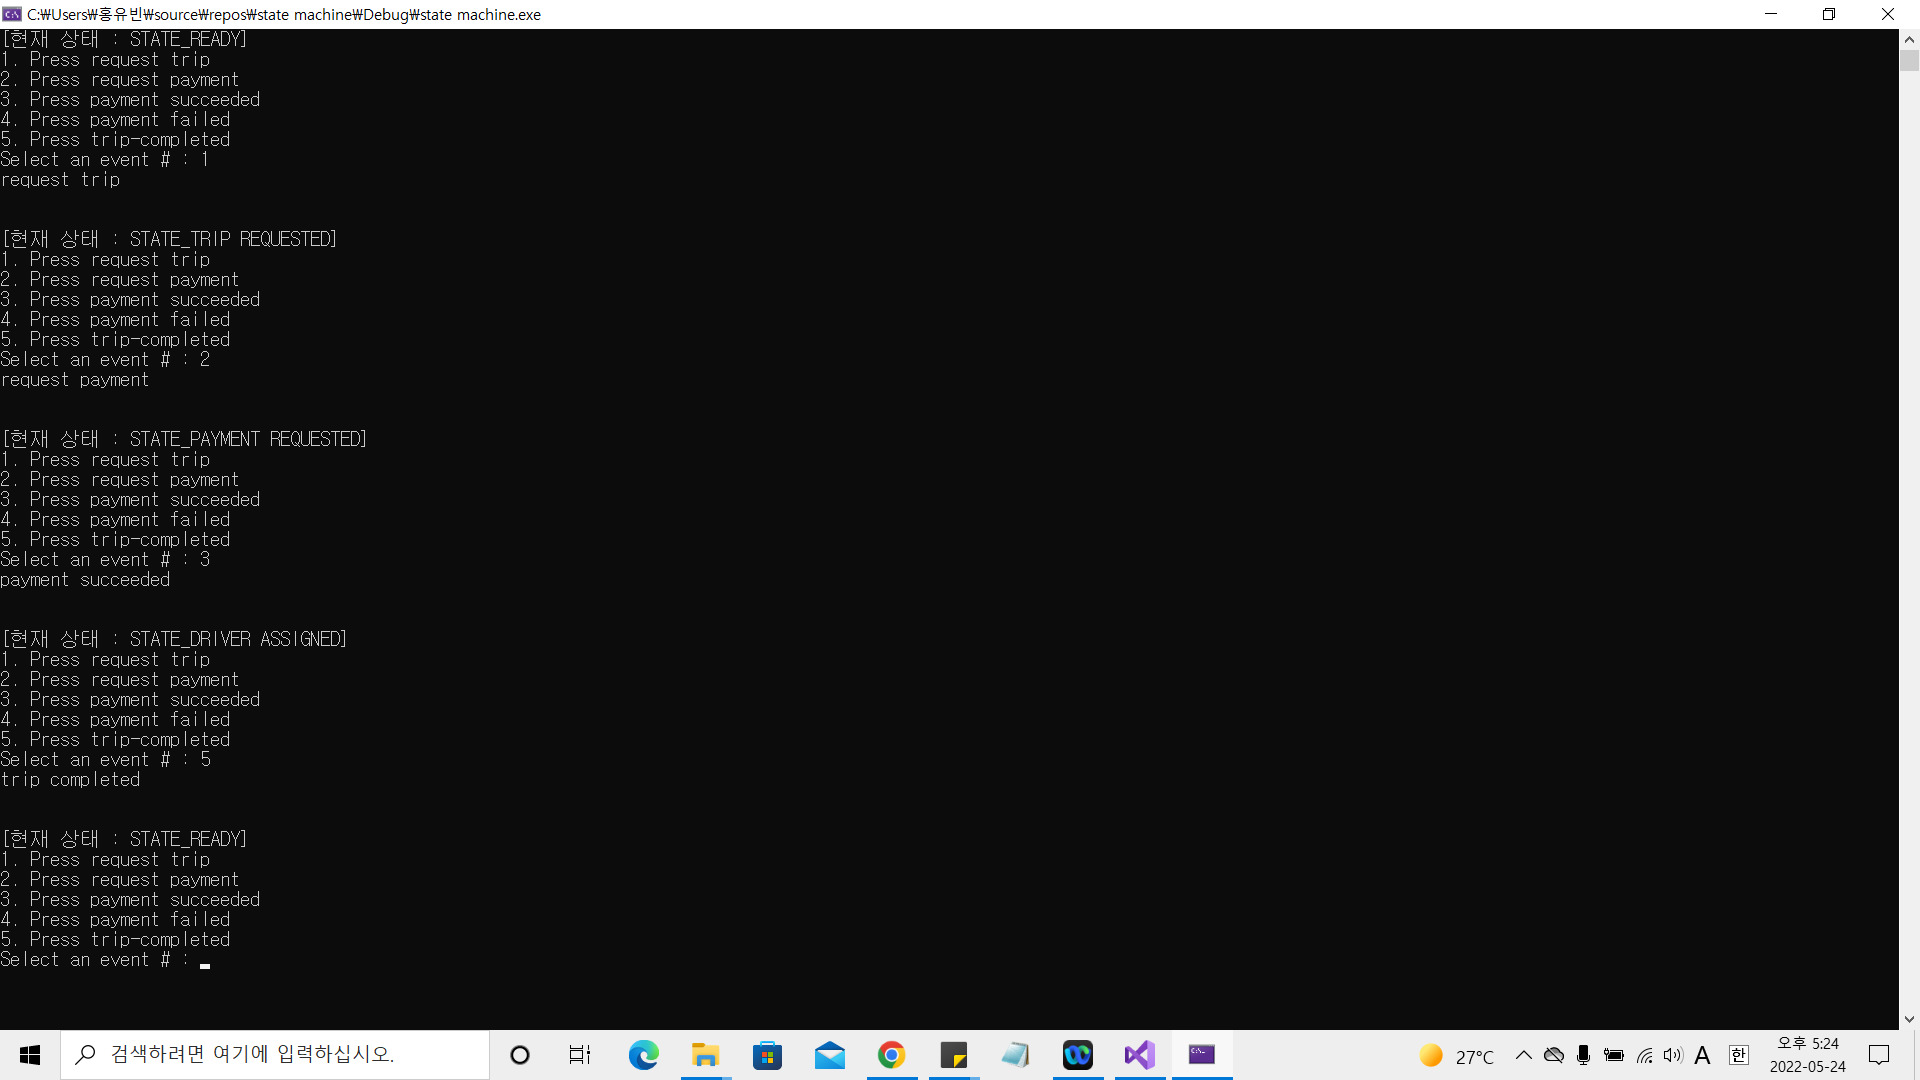 C:₩Users₩홍유빈₩source₩repos₩state machine₩Debug₩state machine.exe
[현재 상태 : STATE_READY]
1. Press request trip
2. Press request payment
3. Press payment succeeded
4. Press payment failed
5. Press trip-completed
Select an event # : 1
request trip
[현재 상태 : STATE_TRIP REQUESTED]
1. Press request trip
2. Press request payment
3. Press payment succeeded
4. Press payment failed
5. Press trip-completed
Select an event # : 2
request payment
[현재 상태 : STATE_PAYMENT REQUESTED]
1. Press request trip
2. Press request payment
3. Press payment succeeded
4. Press payment failed
5. Press trip-completed
Select an event # : 3
payment succeeded
[현재 상태 : STATE_DRIVER ASSIGNED]
1. Press request trip
2. Press request payment
3. Press payment succeeded
4. Press payment failed
5. Press trip-completed
Select an event # : 5
trip completed
[현재 상태 : STATE_READY]
1. Press request trip
2. Press request payment
3. Press payment succeeded
4. Press payment failed
5. Press trip-completed
Select an event # :
검색하려면 여기에 입력하십시오.
27°C
A
한
오후 5:24
2022-05-24